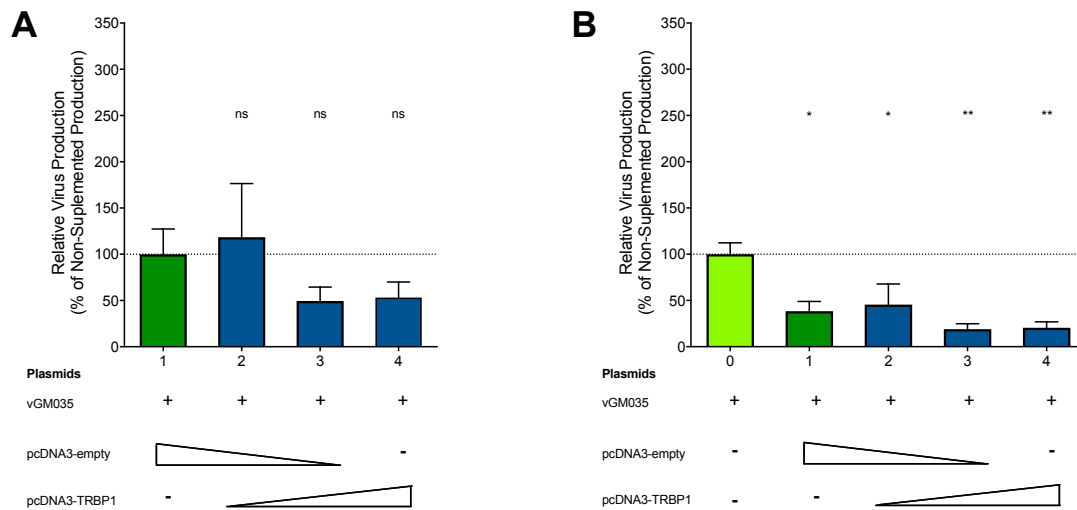 A
Relative Virus Production
(% of Non-Suplemented Production)
350
300
250
200
150
100
50
0
ns
ns
ns
1
2
3
4
Plasmids
vGM035
+
+
+
+
pcDNA3-empty
-
pcDNA3-TRBP1
-
B
Relative Virus Production
(% of Non-Suplemented Production)
350
300
250
200
150
100
50
0
*
*
**
**
0
1
2
3
4
Plasmids
vGM035
+
+
+
+
+
pcDNA3-empty
-
-
pcDNA3-TRBP1
-
-